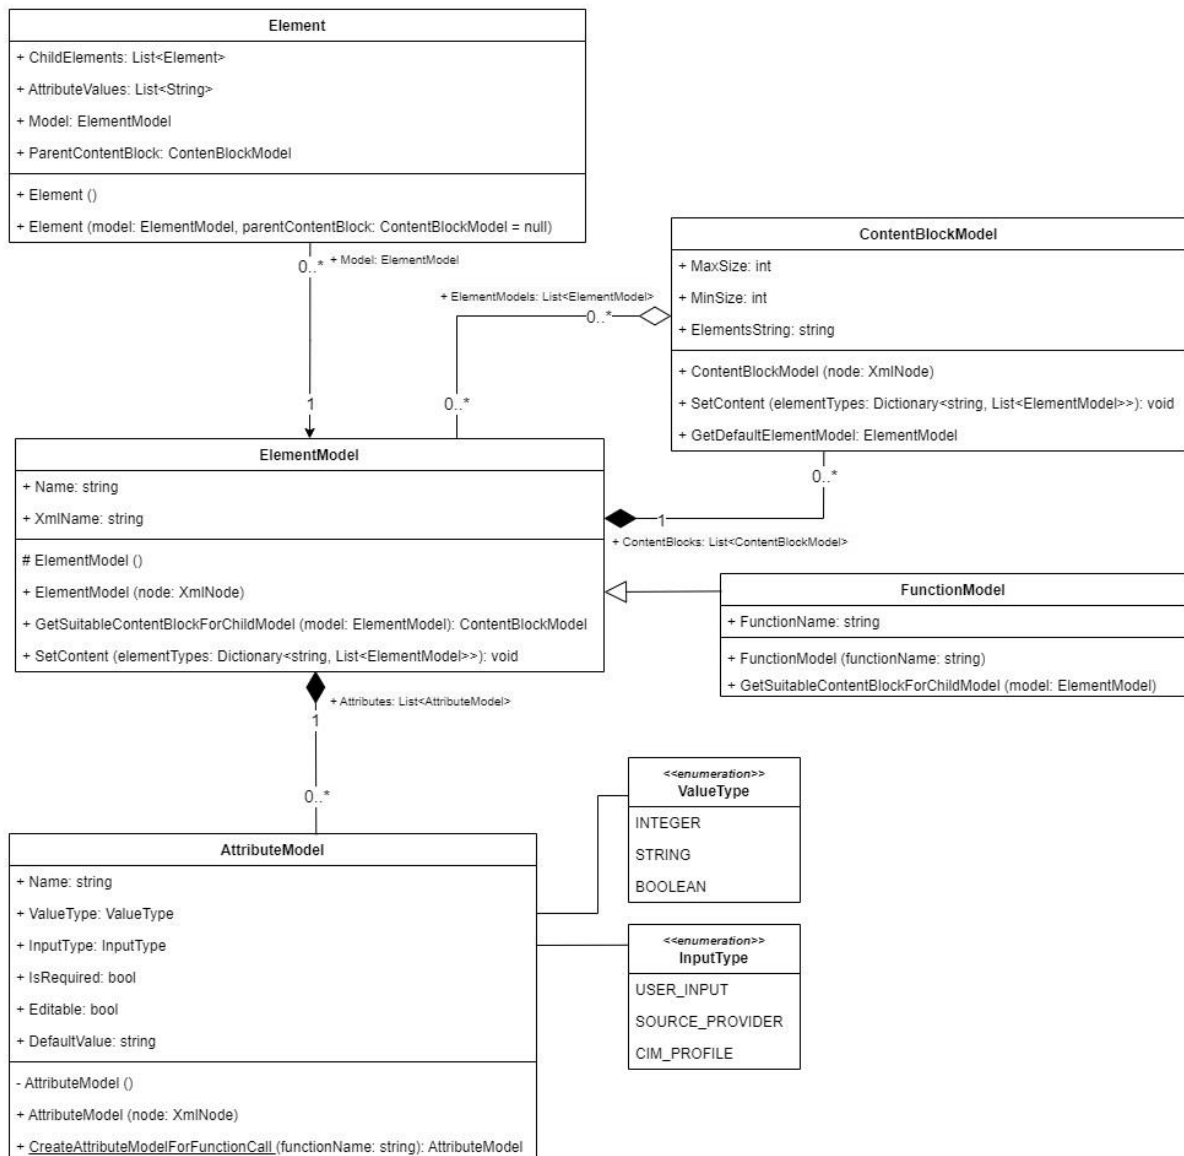 Element
+ ChildElements: List<Element>
+ AttributeValues: List<String>
+ Model: ElementModel
+ ParentContentBlock: ContenBlockModel
+ Element ()
+ Element (model: ElementModel, parentContentBlock: ContentBlockModel = null)
0..*
+ Model: ElementModel
1
ContentBlockModel
+ MaxSize: int
+ MinSize: int
+ ElementsString: string
+ ContentBlockModel (node: XmlNode)
+ SetContent (elementTypes: Dictionary<string, List<ElementModel>>): void
+ GetDefaultElementModel: ElementModel
+ ElementModels: List<ElementModel>
0..*
0..*
0..*
1
+ ContentBlocks: List<ContentBlockModel>
ElementModel
+ Name: string
+ XmlName: string
# ElementModel ()
+ ElementModel (node: XmlNode)
+ GetSuitableContentBlockForChildModel (model: ElementModel): ContentBlockModel
+ SetContent (elementTypes: Dictionary<string, List<ElementModel>>): void
FunctionModel
+ FunctionName: string
+ FunctionModel (functionName: string)
+ GetSuitableContentBlockForChildModel (model: ElementModel)
+ Attributes: List<AttributeModel>
1
0..*
AttributeModel
+ Name: string
+ ValueType: ValueType
+ InputType: InputType
+ IsRequired: bool
+ Editable: bool
+ DefaultValue: string
- AttributeModel ()
+ AttributeModel (node: XmlNode)
+ CreateAttributeModelForFunctionCall (functionName: string): AttributeModel
<<enumeration>>
ValueType
INTEGER
STRING
BOOLEAN
<<enumeration>>
InputType
USER_INPUT
SOURCE_PROVIDER
CIM_PROFILE